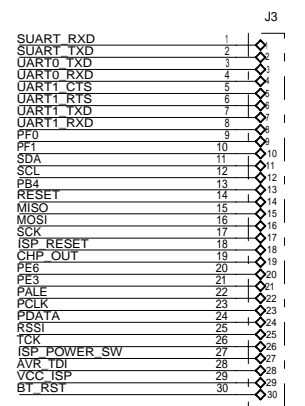 J3
SUART_RXD 1 1
SUART_TXD 2 2
UART0_TXD 3 3
UART0_RXD 4 4
UART1_CTS 5 5
UART1_RTS 6 6
UART1_TXD 7 7
UART1_RXD 8 8
PF0 9 9
PF1 10 10
SDA 11 11
SCL 12 12
PB4 13 13
RESET 14 14
MISO 15 15
MOSI 16 16
SCK 17 17
ISP_RESET 18 18
CHP_OUT 19 19
PE6 20 20
PE3 21 21
PALE 22 22
PCLK 23 23
PDATA 24 24
RSSI 25 25
TCK 26 26
ISP_POWER_SW 27 27
AVR_TDI 28 28
VCC_ISP 29 29
BT_RST 30 30